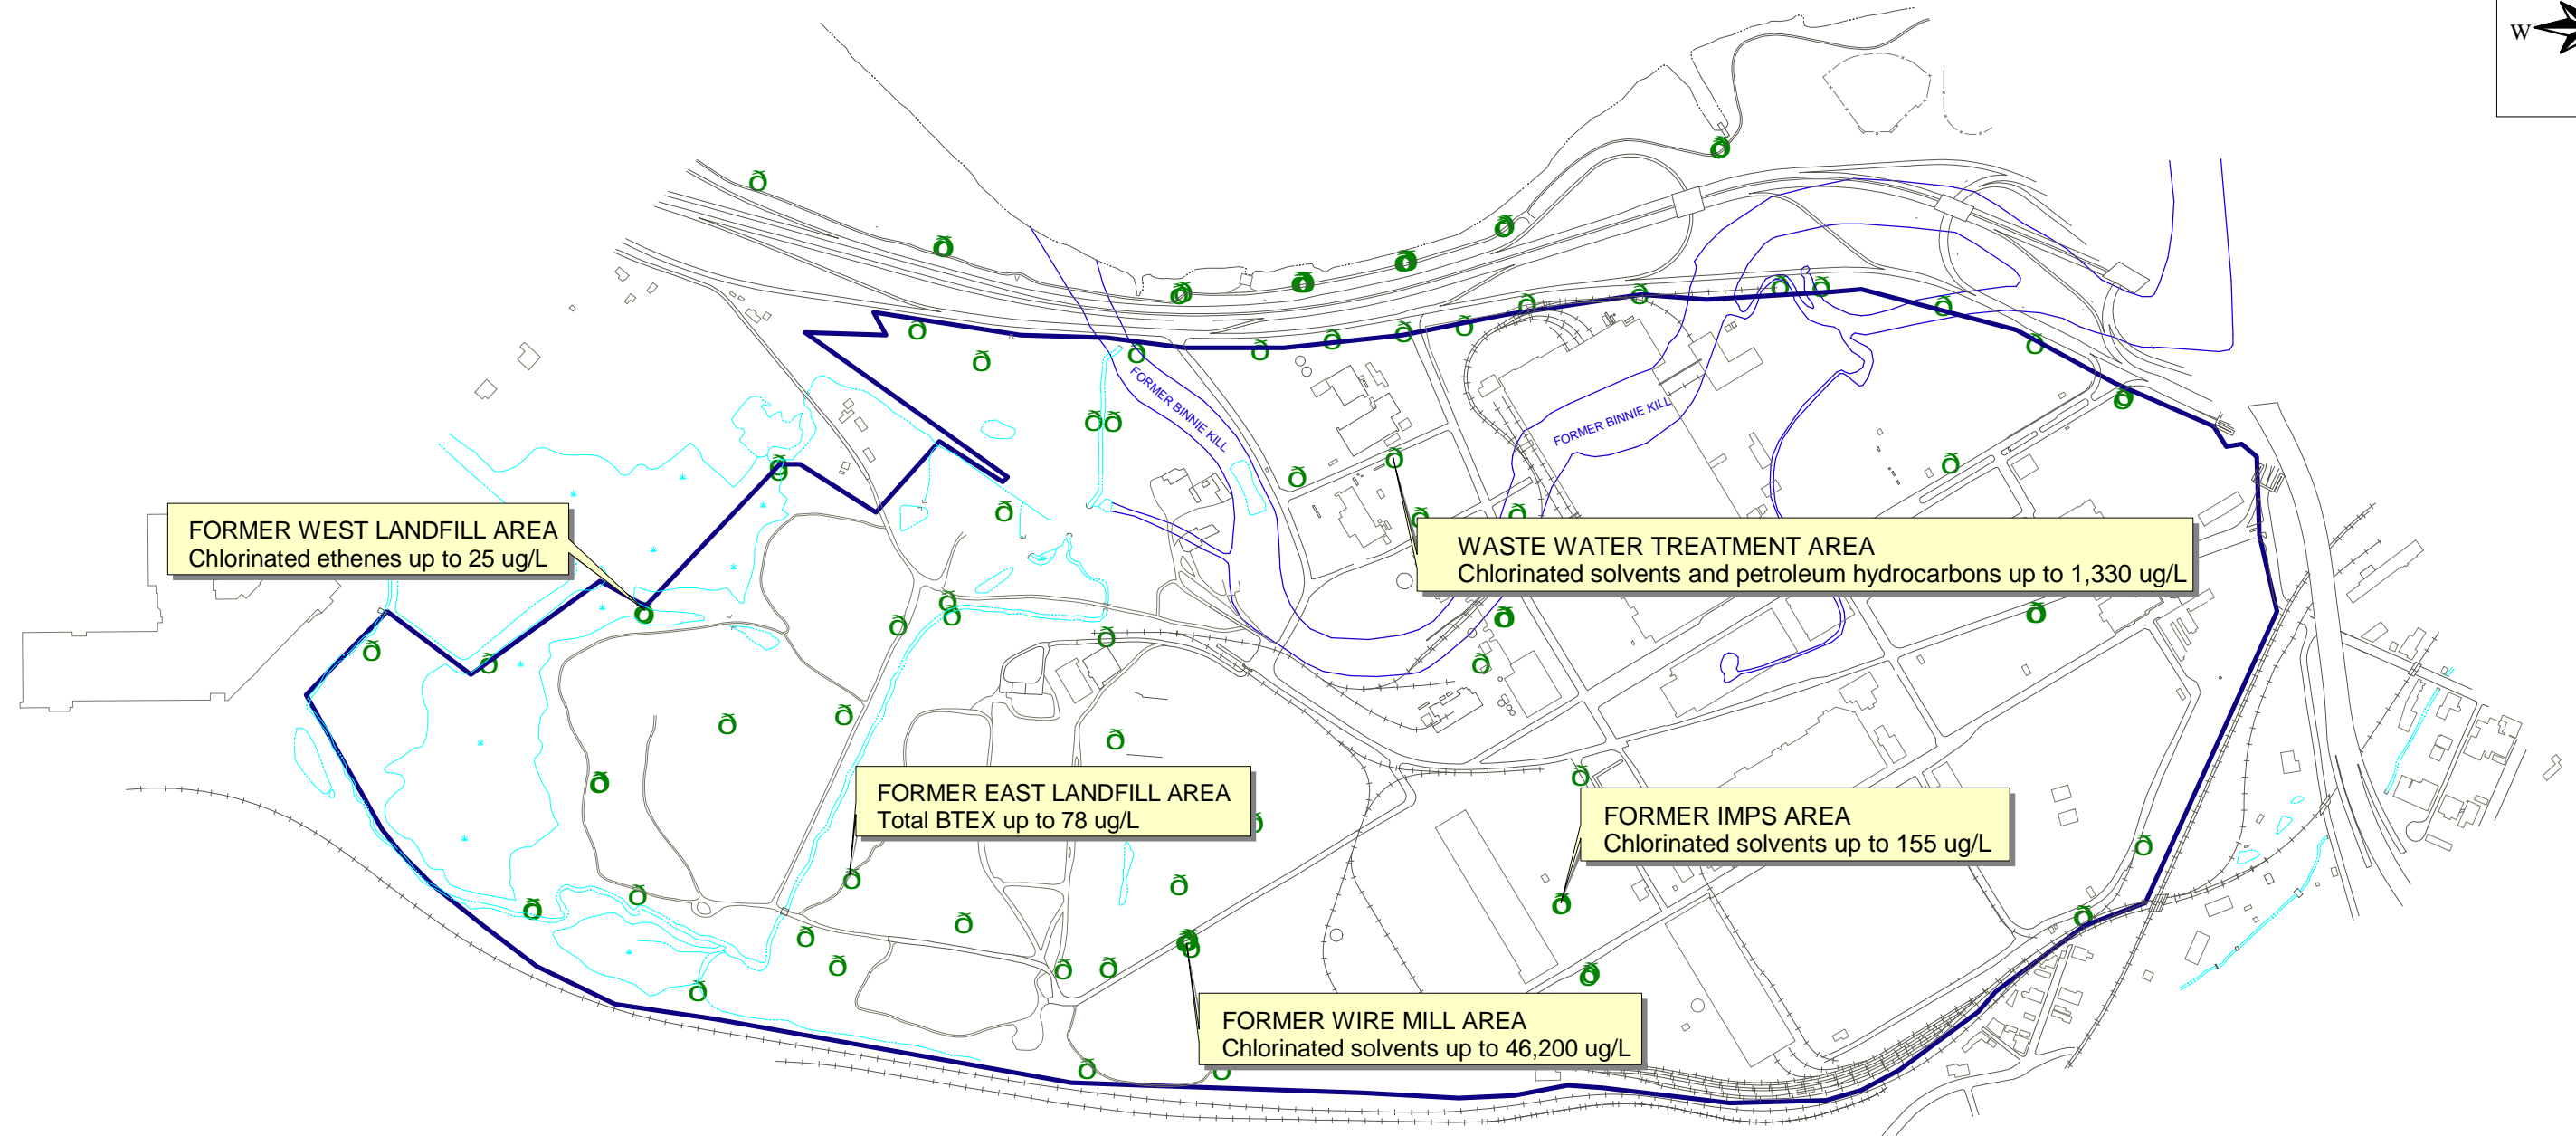 W
FORMER BINNIE KILL
FORMER BINNIE KILL
FORMER WEST LANDFILL AREA
Chlorinated ethenes up to 25 ug/L
WASTE WATER TREATMENT AREA
Chlorinated solvents and petroleum hydrocarbons up to 1,330 ug/L
FORMER EAST LANDFILL AREA
Total BTEX up to 78 ug/L
FORMER IMPS AREA
Chlorinated solvents up to 155 ug/L
FORMER WIRE MILL AREA
Chlorinated solvents up to 46,200 ug/L